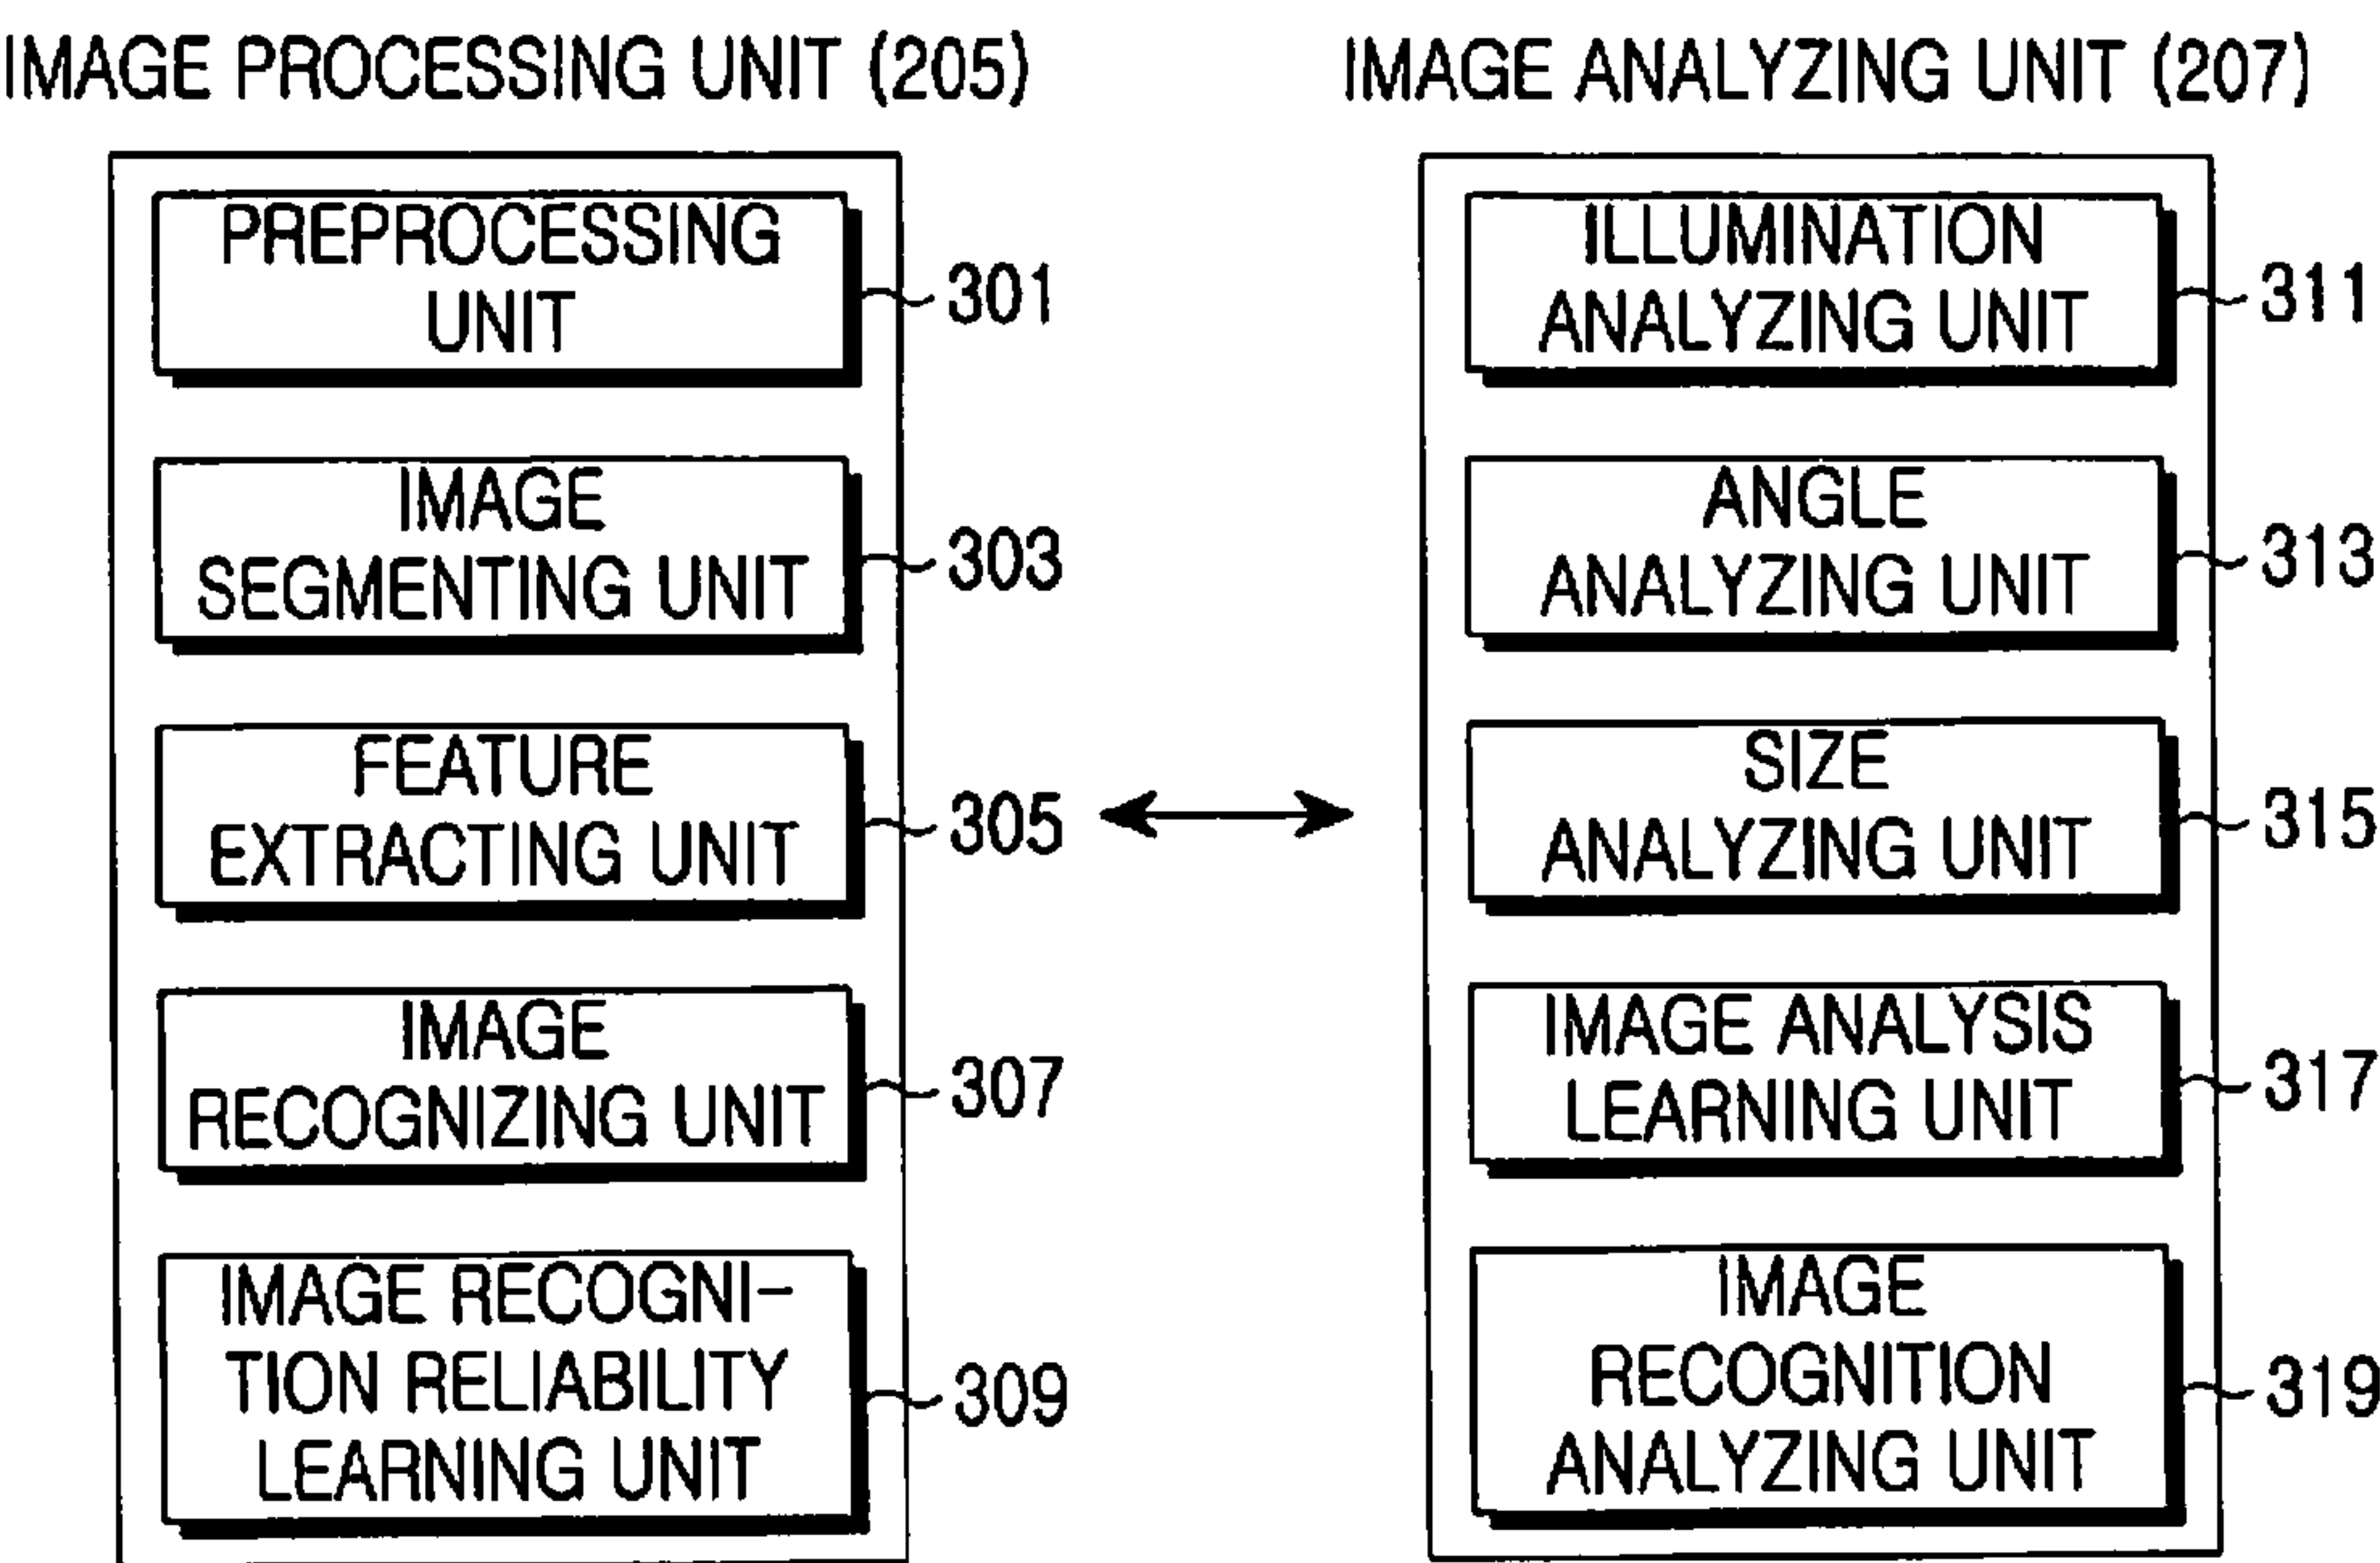 IMAGE PROCESSING UNIT (205)
PREPROCESSING
UNIT
301
IMAGE
SEGMENTING UNIT
303
FEATURE
EXTRACTING UNIT
305
IMAGE
RECOGNIZING UNIT
307
IMAGE RECOGNI-
TION RELIABILITY
LEARNING UNIT
309
IMAGE ANALYZING UNIT (207)
ILLUMINATION
ANALYZING UNIT
311
ANGLE
ANALYZING UNIT
313
SIZE
ANALYZING UNIT
315
IMAGE ANALYSIS
LEARNING UNIT
317
IMAGE
RECOGNITION
ANALYZING UNIT
319